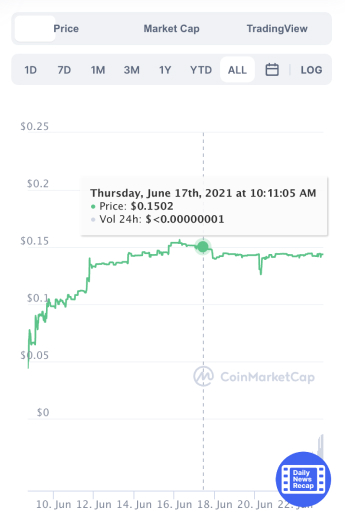 Price Market Cap TradingView
1D 7D 1M 3M 1Y YTD ALL LOG
$0.25
$0.2
Thursday, June 17th, 2021 at 10:11:05 AM
Price: $0.1502
Vol 24h: $<0.00000001
$0.15
$0.1
$0.05
CoinMarketCap
$0
Daily
News
Recap
10. Jun 12. Jun 14. Jun 16. Jun 18. Jun 20. Jun 22. Jun